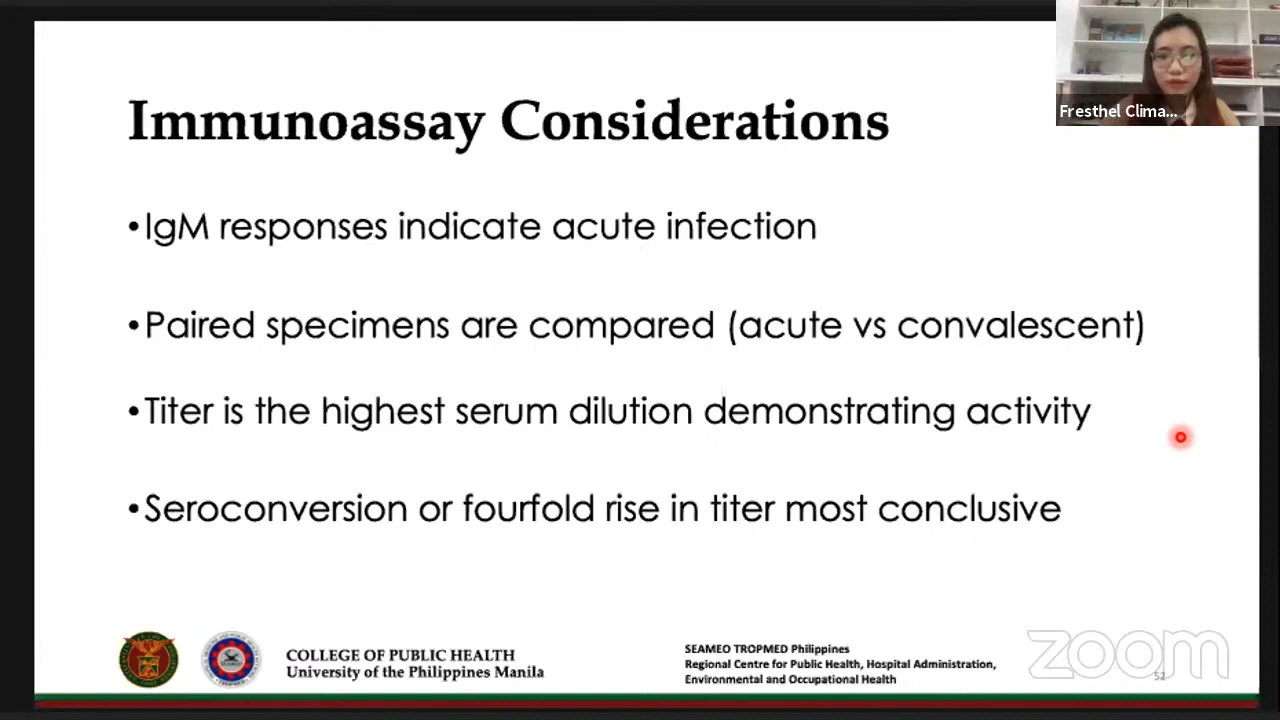 Fresthel Clima...
Immunoassay Considerations
•IgM responses indicate acute infection
•Paired specimens are compared (acute vs convalescent)
•Titer is the highest serum dilution demonstrating activity
•Seroconversion or fourfold rise in titer most conclusive
COLLEGE OF PUBLIC HEALTH
University of the Philippines Manila
SEAMEO TROPMED Philippines
Regional Centre for Public Health, Hospital Administration,
Environmental and Occupational Health
zoom
52